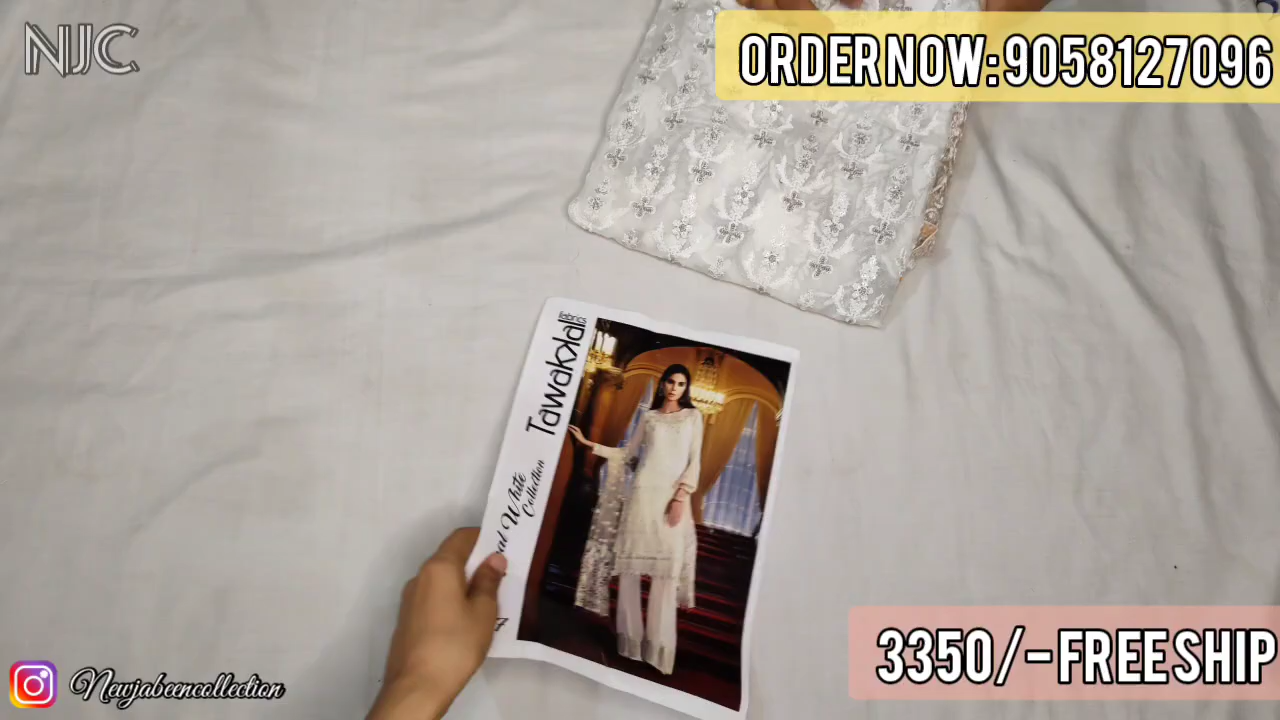 NJC
ORDER NOW: 9058127096
Tawakkal
fabrics
White
Collection
3350/- FREE SHIP
Newjabeencollection